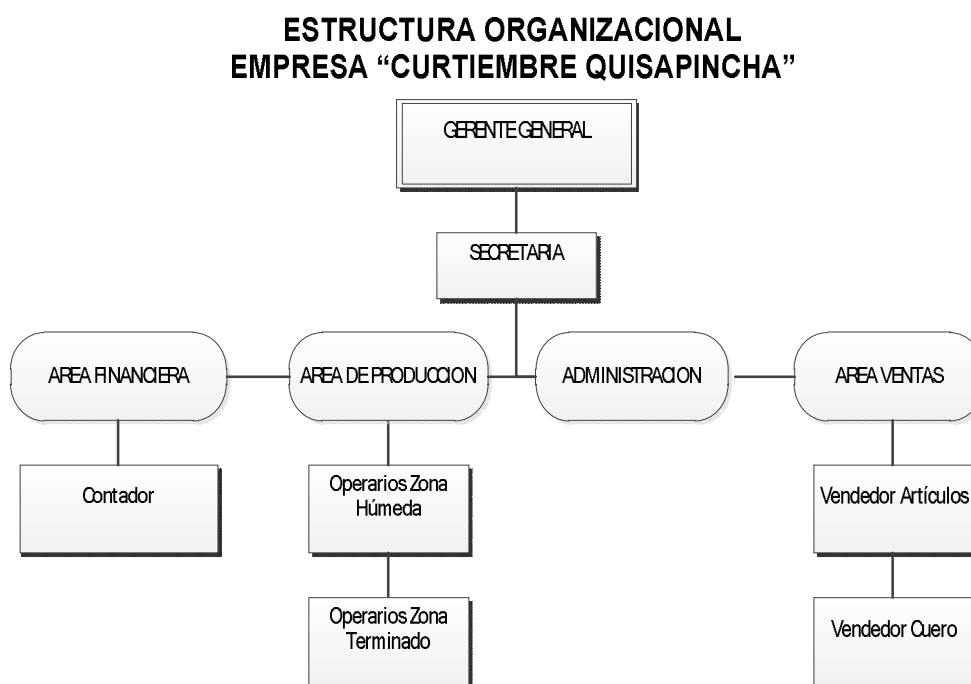 ESTRUCTURA ORGANIZACIONAL
EMPRESA “CURTIEMBRE QUISAPINCHA”
GERENTE GENERAL
SECRETARIA
AREA FINANCIERA
AREA DE PRODUCCION
ADMINISTRACION
AREA VENTAS
Contador
Operarios Zona
Húmeda
Vendedor Artículos
Operarios Zona
Terminado
Vendedor Cuero